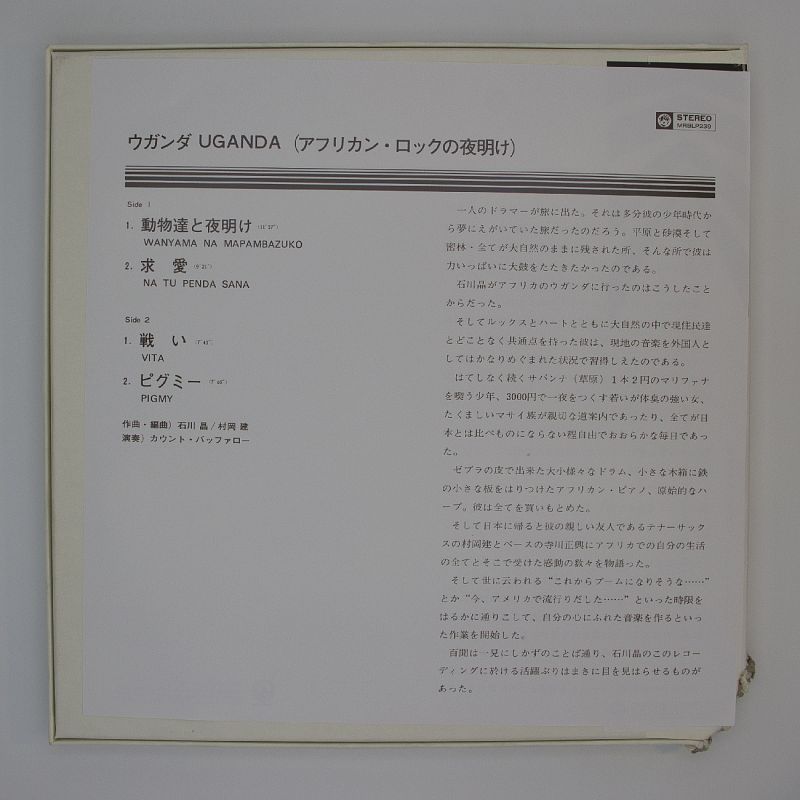 STEREO
MRBLP239
ウガンダ UGANDA (アフリカン・ロックの夜明け)
Side 1
1. 動物達と夜明け (11'37")
WANYAMA NA MAPAMBAZUKO
2. 求 愛
NA TU PENDA SANA
Side 2
1. 戦 い
VITA
2. ピグミー
PIGMY
作曲・編曲) 石川 晶/村岡 建
演奏) カウント・バッファロー
一人のドラマーが旅に出た。それは多分彼の少年時代か
ら夢にえがいていた旅だったのだろう。平原と砂漠そして
密林・全てが大自然のままに残された所、そんな所で彼は
力いっぱいに大鼓をたたきたかったのである。
石川晶がアフリカのウガンダに行ったのはこうしたこと
からだった。
そしてルックスとハートとともに大自然の中で現住民達
とどことなく共通点を持った彼は、現地の音楽を外国人と
してはかなりめぐまれた状況で習得しえたのである。
はてしなく続くサバンナ(草原)1本2円のマリファナ
を喫う少年、3000円で一夜をつくす若いが体臭の強い女、
たくましいマサイ族が親切な道案内であったり、全てが日
本とは比べものにならない程自由でおおらかな毎日であっ
た。
ゼブラの皮で出来た大小様々なドラム、小さな木箱に鉄
の小さな板をはりつけたアフリカン・ピアノ、原始的なハ
ープ。彼は全てを買いもとめた。
そして日本に帰ると彼の親しい友人であるテナーサック
スの村岡建とベースの寺川正興にアフリカでの自分の生活
の全てとそこで受けた感動の数々を物語った。
そして世に云われる“これからブームになりそうな……”
とか“今、アメリカで流行りだした……”といった時限を
はるかに通りこして、自分の心にふれた音楽を作るといっ
た作業を開始した。
百聞は一見にしかずのことば通り、石川晶のこのレコー
ディングに於ける活躍ぶりはまさに目を見はらせるものが
あった。